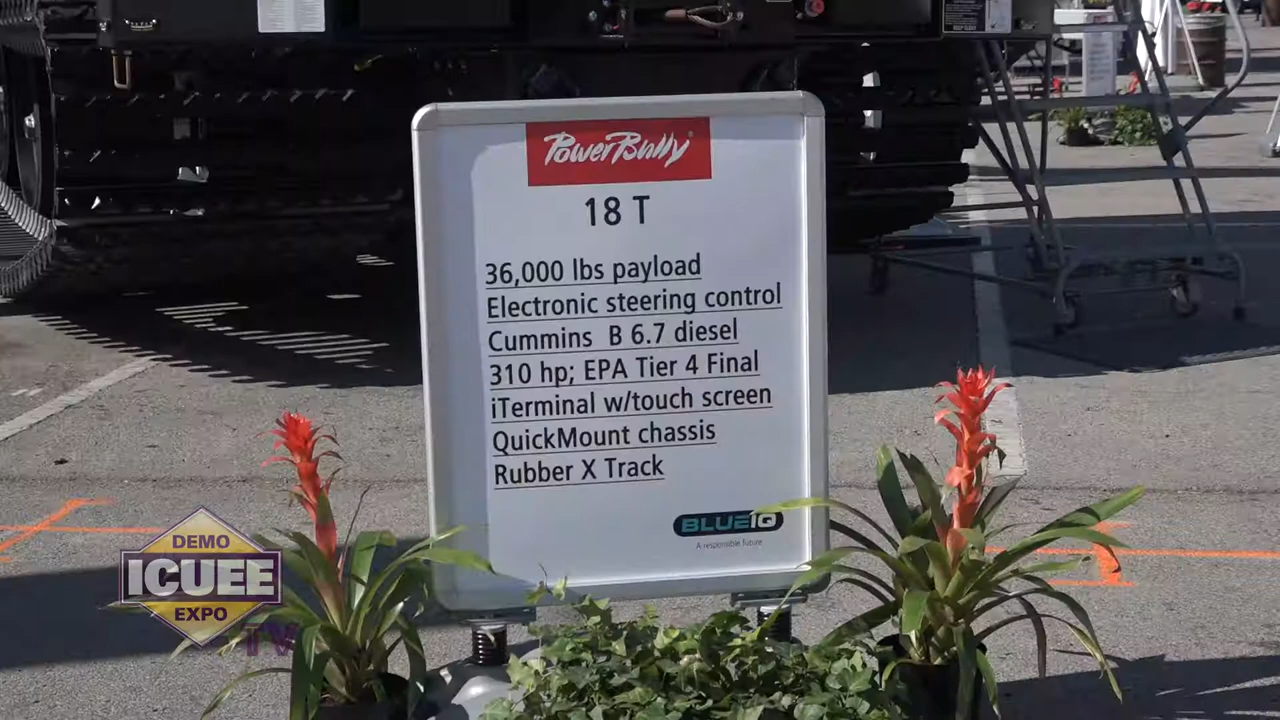 PowerBully
18 T
36,000 lbs payload
Electronic steering control
Cummins B 6.7 diesel
310 hp; EPA Tier 4 Final
iTerminal w/touch screen
QuickMount chassis
Rubber X Track
BLUEIQ
A responsible future
DEMO
ICUEE
EXPO
TV